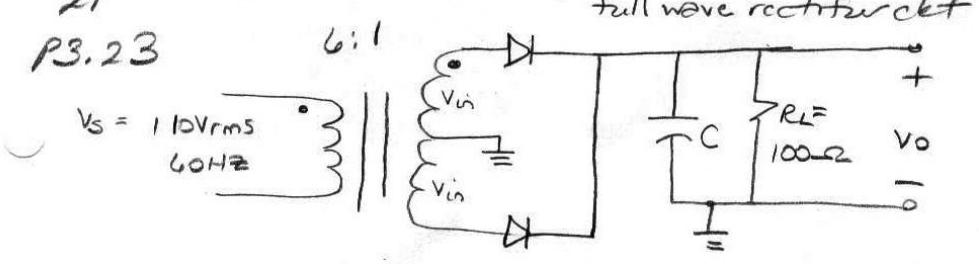 full wave rectifier ckt
P3.23
6:1
Vs = 110Vrms
60HZ
Vin
Vin
C
RL=
100Ω
+
Vo
−